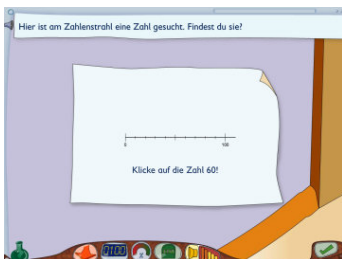 Hier ist am Zahlenstrahl eine Zahl gesucht. Findest du sie?
0 100
Klicke auf die Zahl 60!